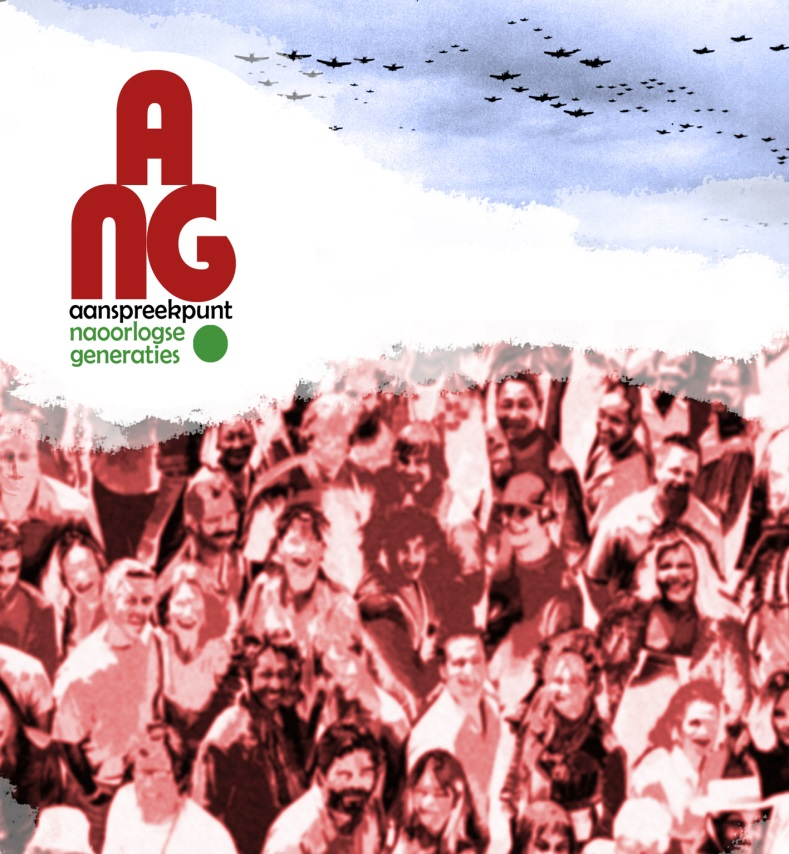 A
NG
aanspreekpunt
naoorlogse
generaties